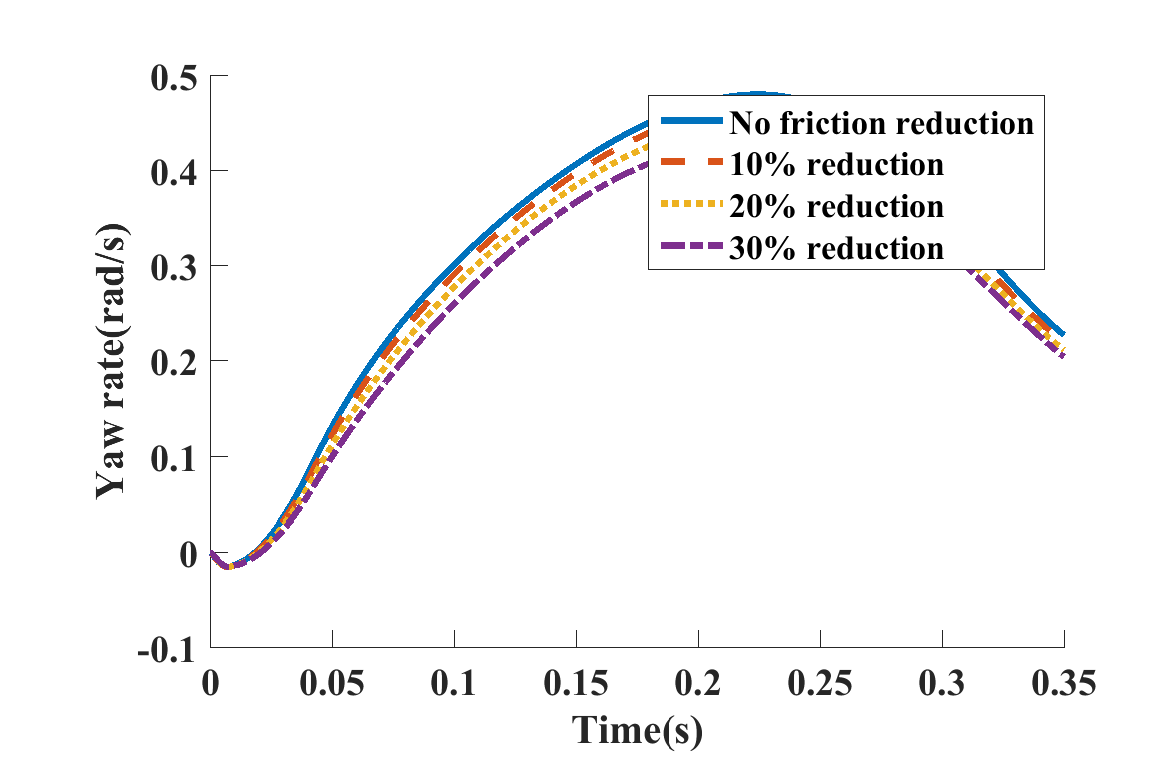 0.5
0.4
0.3
0.2
0.1
0
-0.1
Yaw rate(rad/s)
No friction reduction
10% reduction
20% reduction
30% reduction
0 0.05 0.1 0.15 0.2 0.25 0.3 0.35
Time(s)